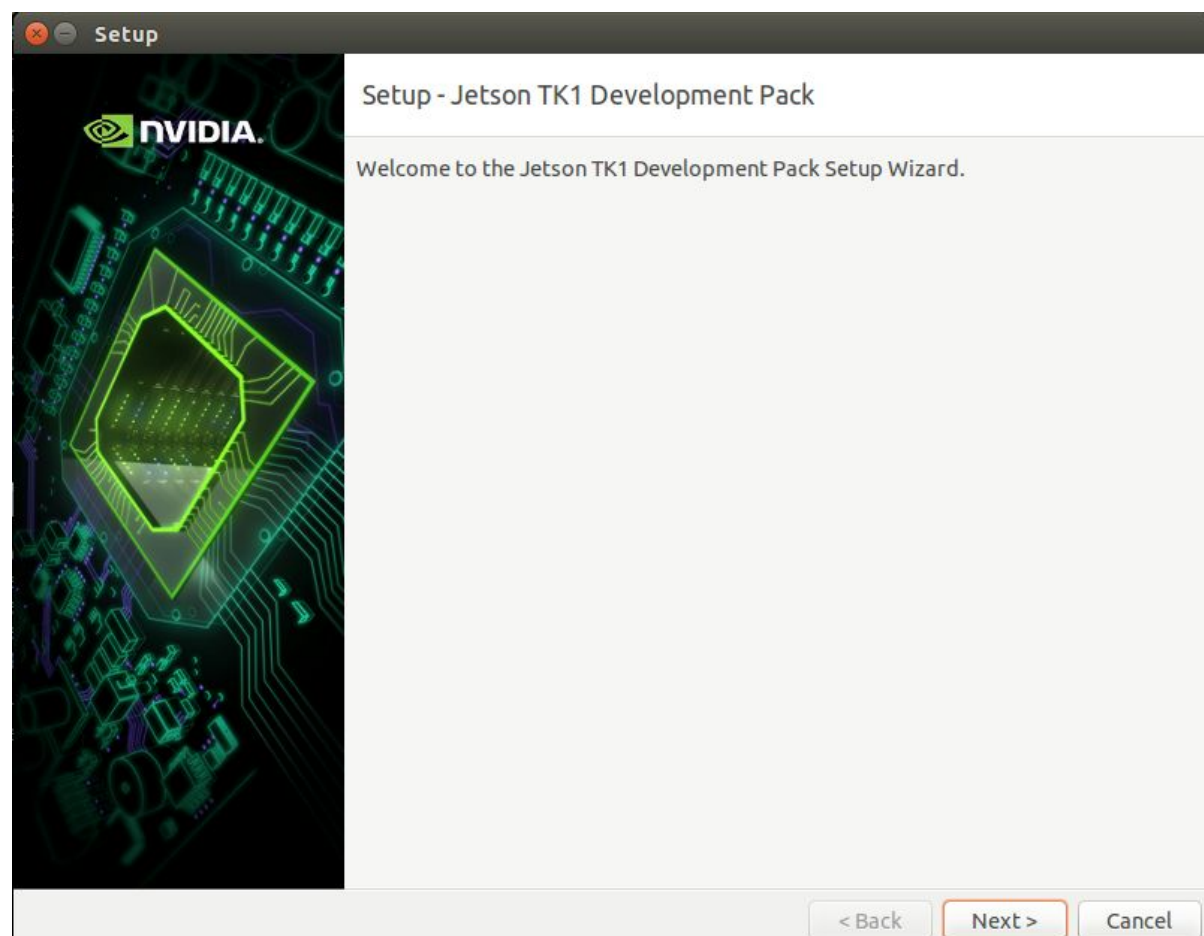 Setup
NVIDIA.
Setup - Jetson TK1 Development Pack
Welcome to the Jetson TK1 Development Pack Setup Wizard.
< Back
Next >
Cancel